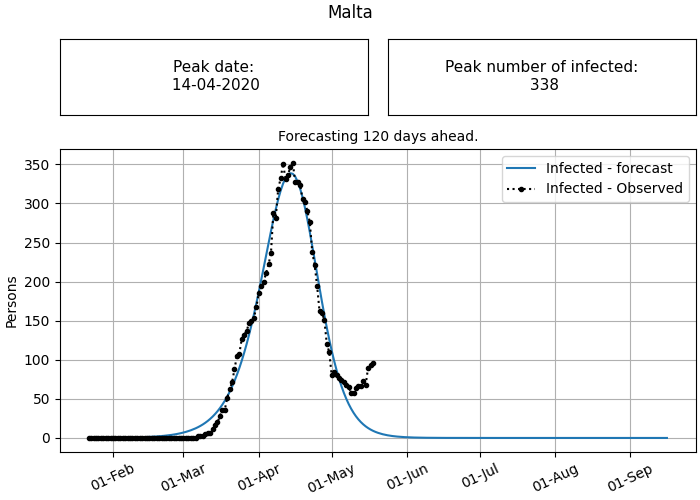 Malta
Peak date:
14-04-2020
Peak number of infected:
338
Forecasting 120 days ahead.
350
300
250
200
150
100
50
0
Persons
Infected - forecast
Infected - Observed
01-Feb
01-Mar
01-Apr
01-May
01-Jun
01-Jul
01-Aug
01-Sep